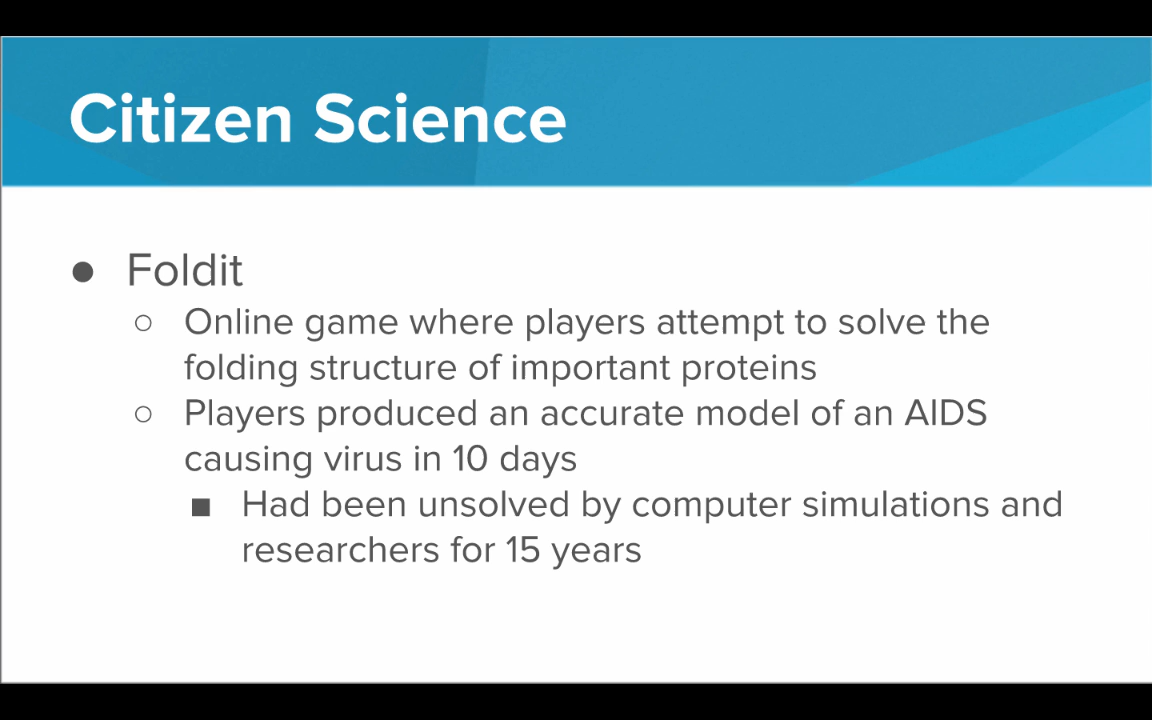 Citizen Science
● Foldit
○ Online game where players attempt to solve the
folding structure of important proteins
○ Players produced an accurate model of an AIDS
causing virus in 10 days
■ Had been unsolved by computer simulations and
researchers for 15 years